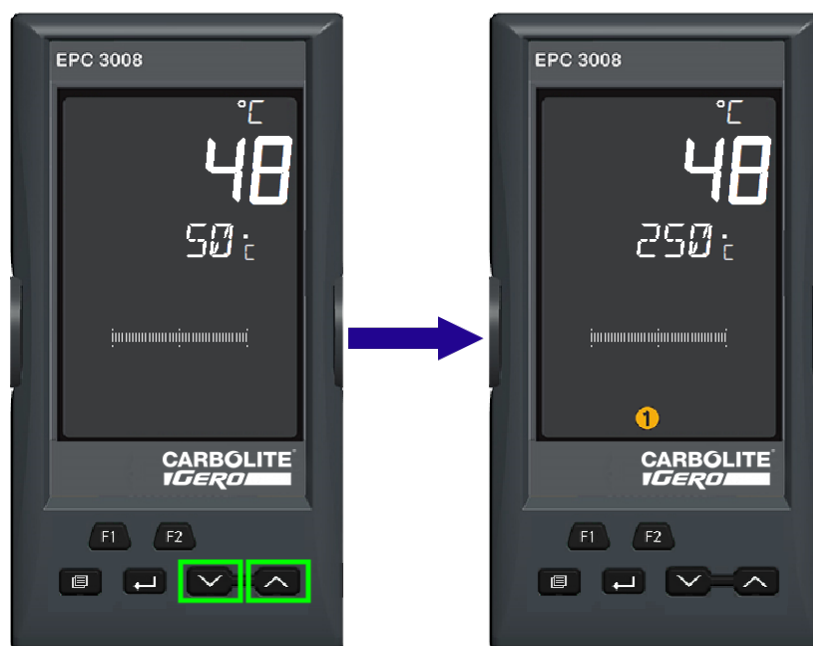 EPC 3008
°C
48
50 °C
CARBOLITE
GERO
F1 F2
EPC 3008
°C
48
250 °C
1
CARBOLITE
GERO
F1 F2